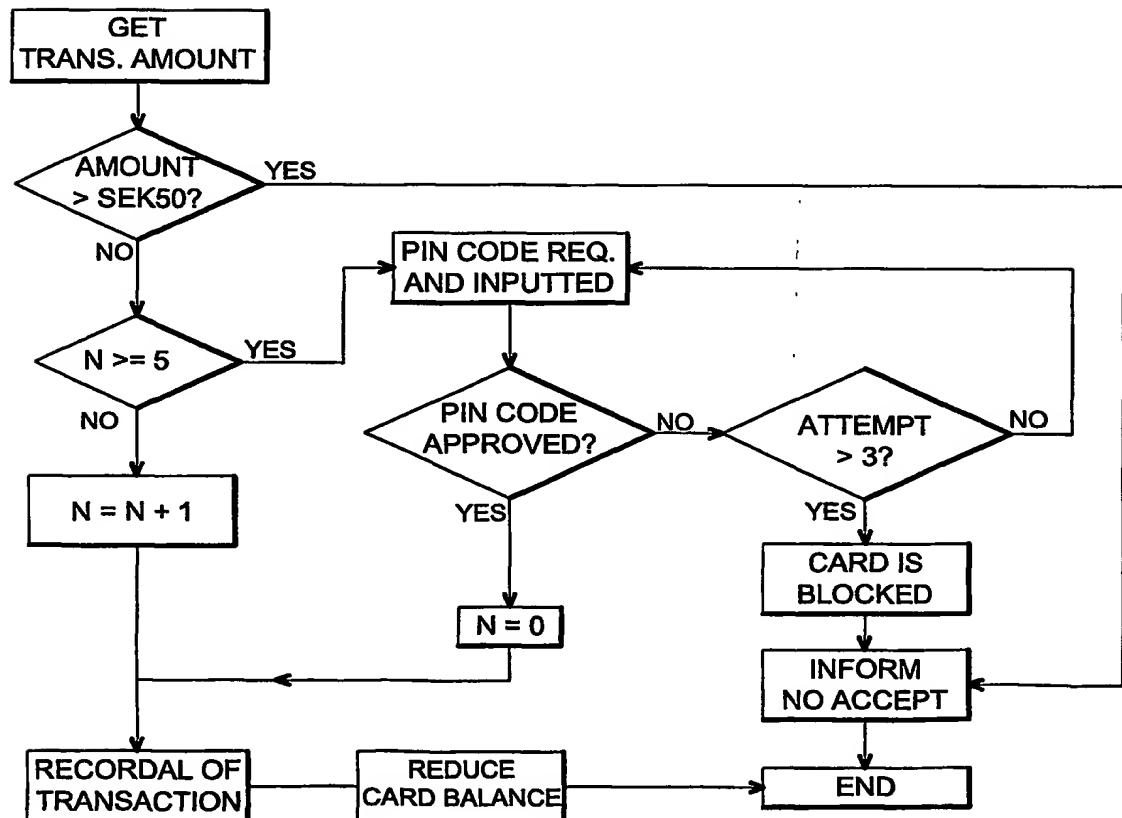 GET
TRANS. AMOUNT
AMOUNT
> SEK50?
YES
NO
PIN CODE REQ.
AND INPUTTED
N >= 5
YES
NO
PIN CODE
APPROVED?
NO
YES
ATTEMPT
> 3?
NO
YES
N = N + 1
CARD IS
BLOCKED
N = 0
INFORM
NO ACCEPT
RECORDAL OF
TRANSACTION
REDUCE
CARD BALANCE
END